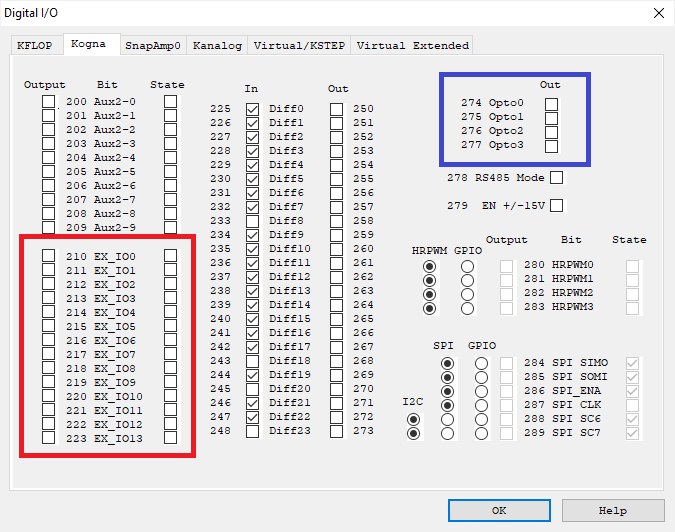 Digital I/O
KFLOP Kogna SnapAmp0 Kanalog Virtual/KSTEP Virtual Extended
Output Bit State
200 Aux2-0
201 Aux2-1
202 Aux2-2
203 Aux2-3
204 Aux2-4
205 Aux2-5
206 Aux2-6
207 Aux2-7
208 Aux2-8
209 Aux2-9
210 EX_IO0
211 EX_IO1
212 EX_IO2
213 EX_IO3
214 EX_IO4
215 EX_IO5
216 EX_IO6
217 EX_IO7
218 EX_IO8
219 EX_IO9
220 EX_IO10
221 EX_IO11
222 EX_IO12
223 EX_IO13
In Out
225 Diff0 250
226 Diff1 251
227 Diff2 252
228 Diff3 253
229 Diff4 254
230 Diff5 255
231 Diff6 256
232 Diff7 257
233 Diff8 258
234 Diff9 259
235 Diff10 260
236 Diff11 261
237 Diff12 262
238 Diff13 263
239 Diff14 264
240 Diff15 265
241 Diff16 266
242 Diff17 267
243 Diff18 268
244 Diff19 269
245 Diff20 270
246 Diff21 271
247 Diff22 272
248 Diff23 273
Out
274 Opto0
275 Opto1
276 Opto2
277 Opto3
278 RS485 Mode
279 EN +/-15V
HRPWM GPIO Output Bit State
280 HRPWM0
281 HRPWM1
282 HRPWM2
283 HRPWM3
SPI GPIO
284 SPI SIMO
285 SPI SOMI
286 SPI_ENA
287 SPI CLK
I2C
288 SPI SC6
289 SPI SC7
OK Help